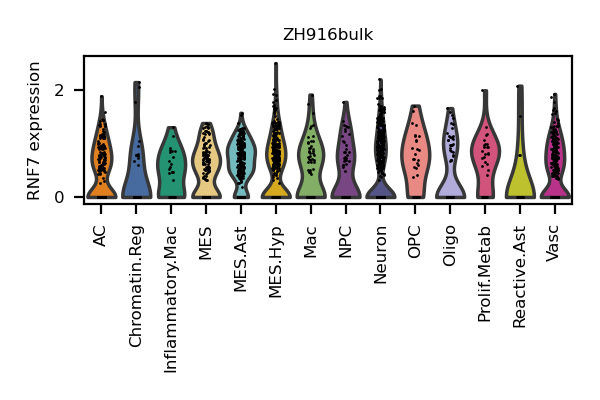 ZH916bulk
RNF7 expression
2
0
AC
Chromatin.Reg
Inflammatory.Mac
MES
MES.Ast
MES.Hyp
Mac
NPC
Neuron
OPC
Oligo
Prolif.Metab
Reactive.Ast
Vasc